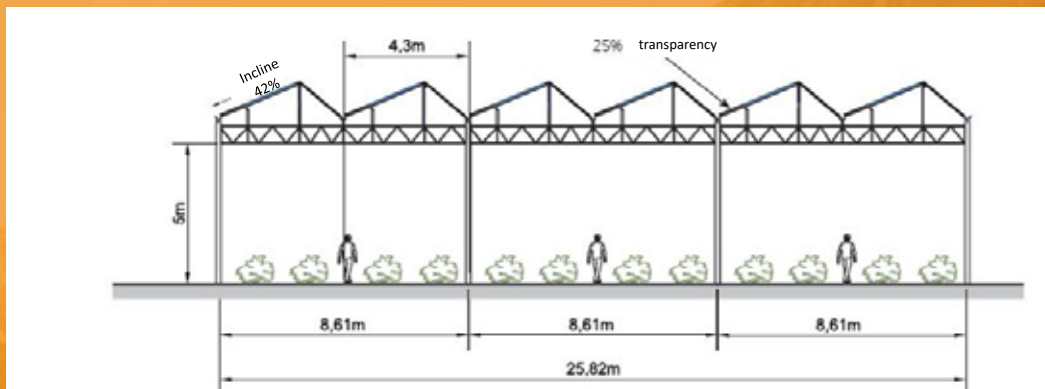 4,3m
25% transparency
Incline
42%
5m
8,61m 8,61m 8,61m
25,82m